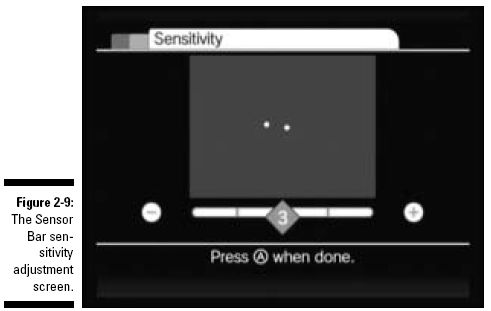 Sensitivity
3
Press Ⓐ when done.
Figure 2-9:
The Sensor
Bar sen-
sitivity
adjustment
screen.